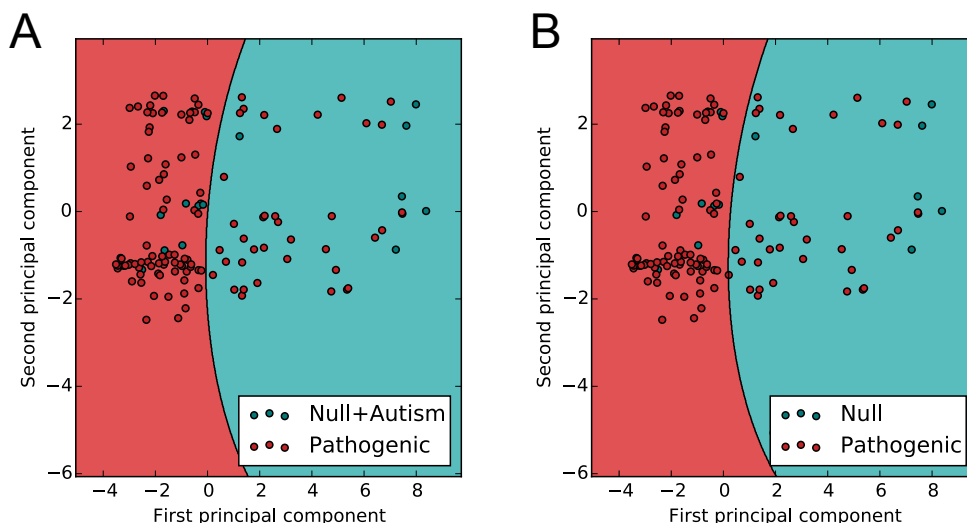 A
Second principal component
2
0
−2
−4
−6
−4
−2
0
2
4
6
8
First principal component
Null+Autism
Pathogenic
B
Second principal component
2
0
−2
−4
−6
−4
−2
0
2
4
6
8
First principal component
Null
Pathogenic